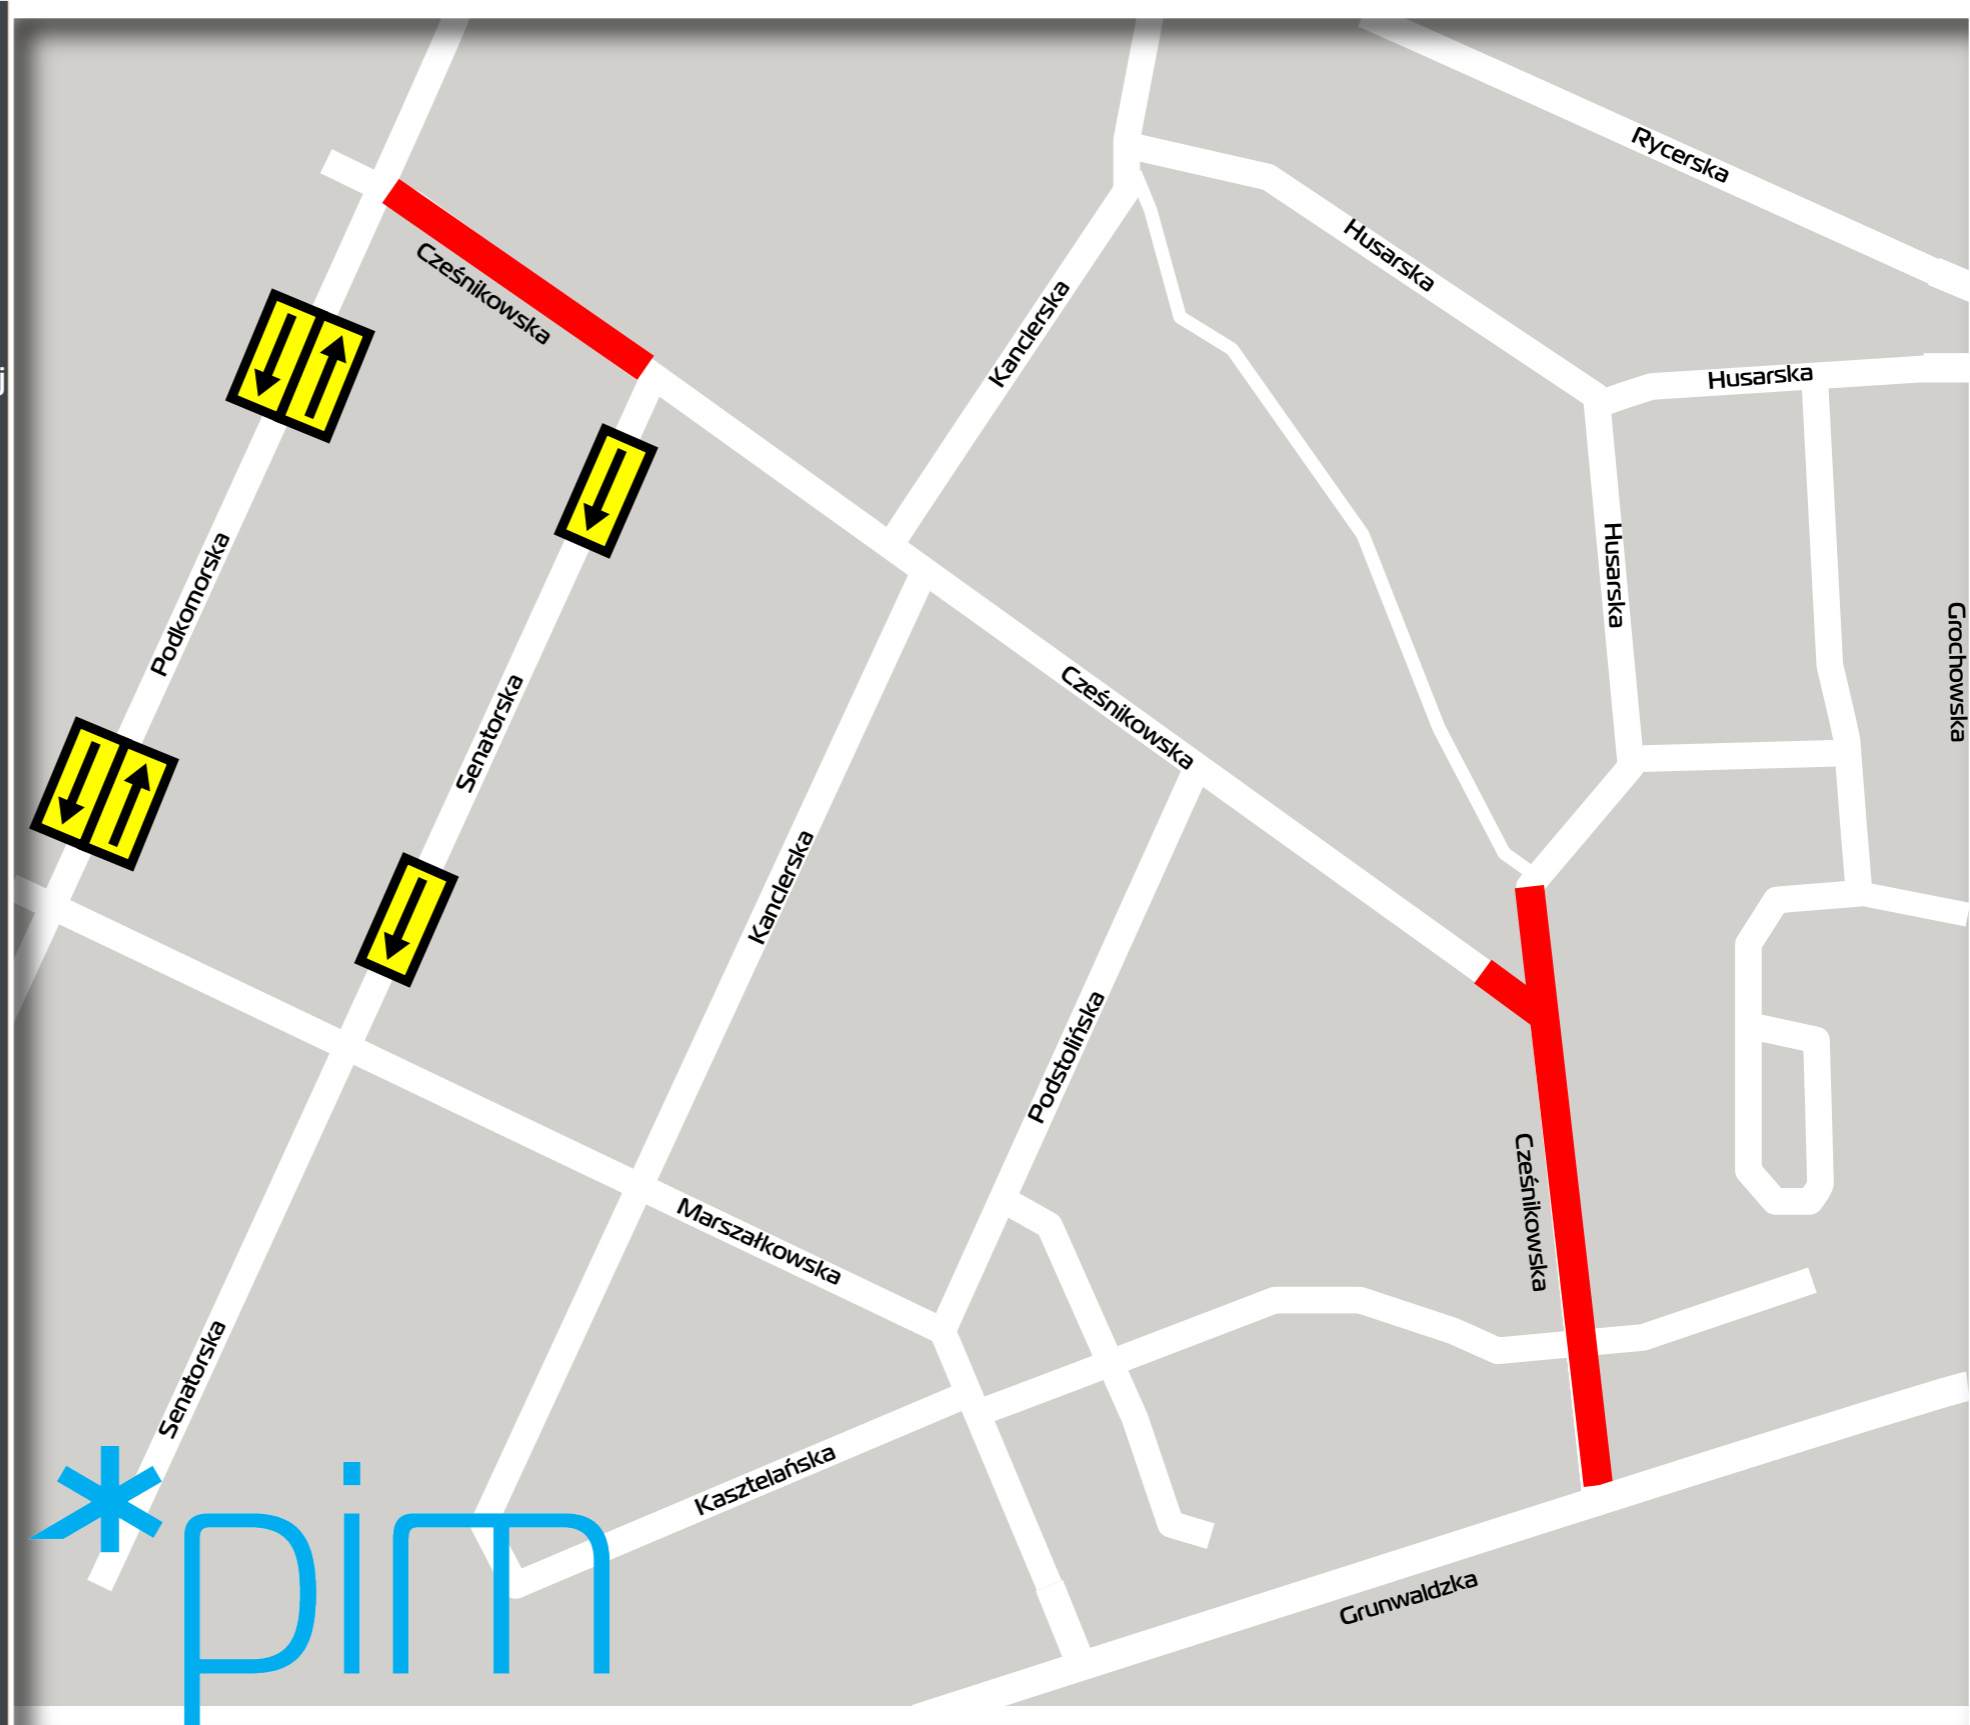 Rycerska
Husarska
Cześnikowska
Kanclerska
Husarska
j
Husarska
Podkomorska
Grochowska
Senatorska
Cześnikowska
Kanclerska
Podstolińska
Cześnikowska
Marszałkowska
Senatorska
Kasztelańska
Grunwaldzka
*pim